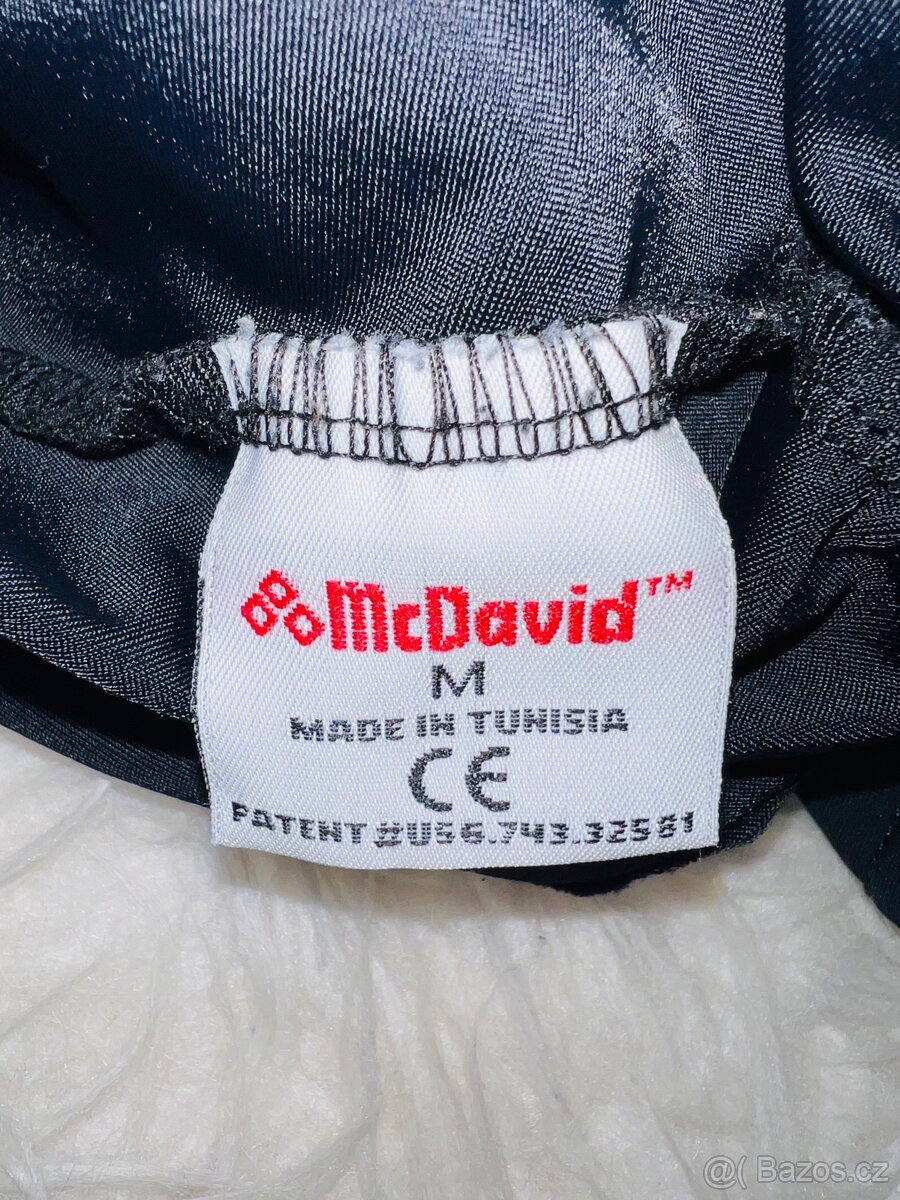 McDavid™
M
MADE IN TUNISIA
CE
PATENT#US6.743.325B1
@( Bazos.cz